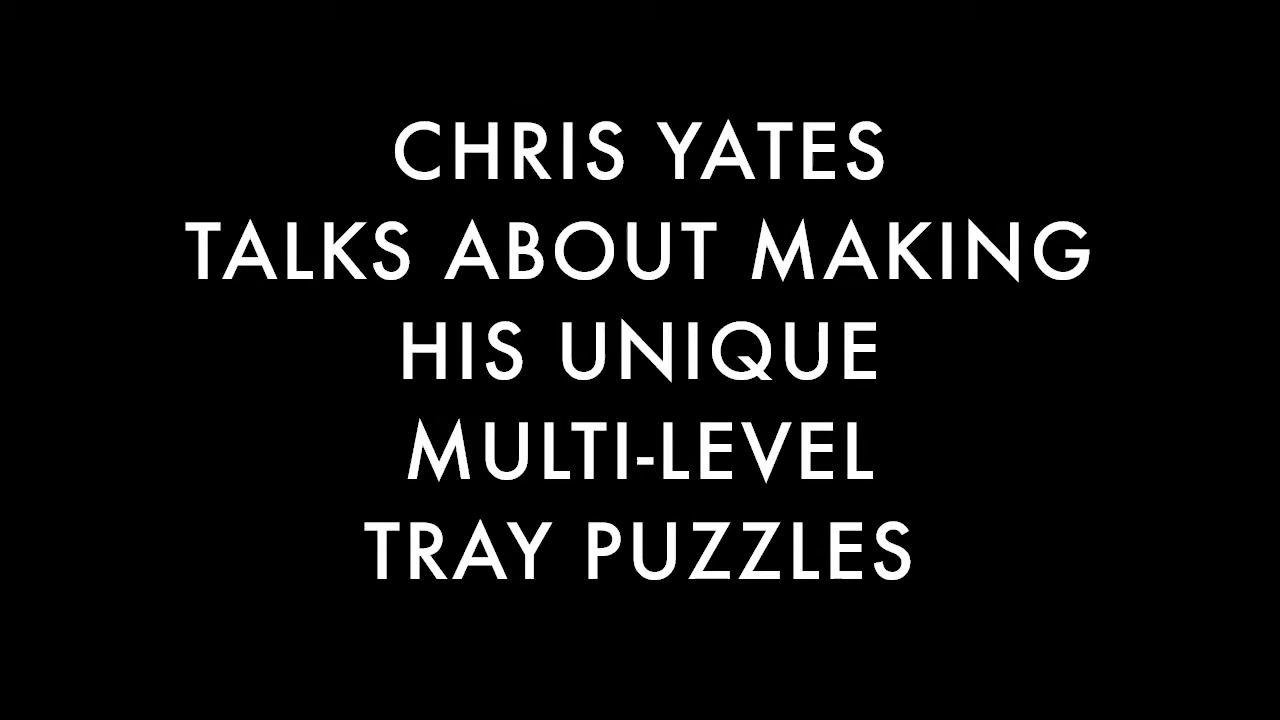 CHRIS YATES
TALKS ABOUT MAKING
HIS UNIQUE
MULTI-LEVEL
TRAY PUZZLES